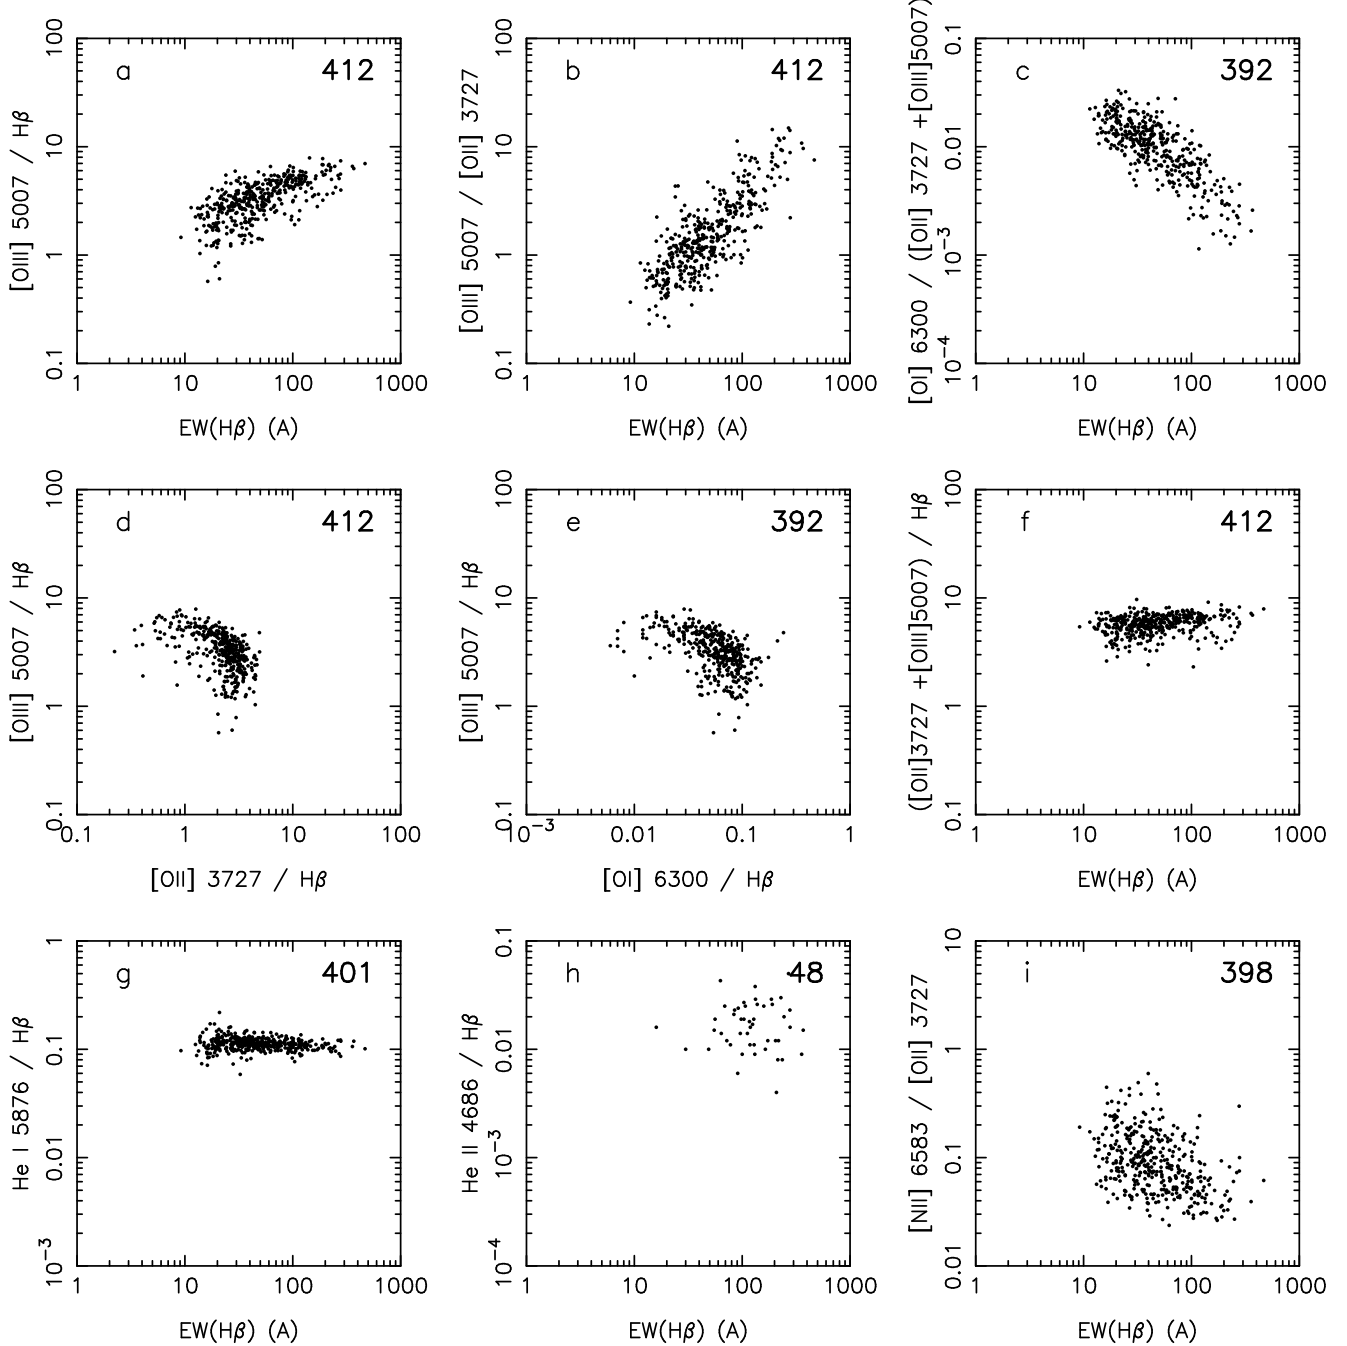 [OIII] 5007 / Hβ
100
10
1
0.1
a
412
1 10 100 1000
EW(Hβ) (A)
[OIII] 5007 / [OII] 3727
100
10
1
0.1
b
412
1 10 100 1000
EW(Hβ) (A)
[OI] 6300 / ([OII] 3727 +[OIII]5007)
0.1
0.01
10−3
10−4
c
392
1 10 100 1000
EW(Hβ) (A)
[OIII] 5007 / Hβ
100
10
1
0.1
d
412
0.1 1 10 100
[OII] 3727 / Hβ
[OIII] 5007 / Hβ
100
10
1
0.1
e
392
10−3 0.01 0.1 1
[OI] 6300 / Hβ
([OII]3727 +[OIII]5007) / Hβ
100
10
1
0.1
f
412
1 10 100 1000
EW(Hβ) (A)
He I 5876 / Hβ
1
0.1
0.01
10−3
g
401
1 10 100 1000
EW(Hβ) (A)
He II 4686 / Hβ
0.1
0.01
10−3
10−4
h
48
1 10 100 1000
EW(Hβ) (A)
[NII] 6583 / [OII] 3727
10
1
0.1
0.01
i
398
1 10 100 1000
EW(Hβ) (A)